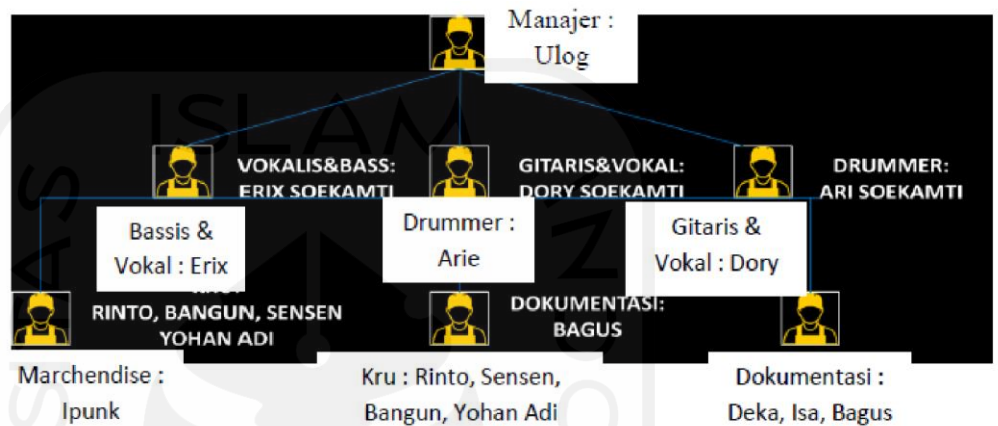 Manajer :
Ulog
VOKALIS&BASS:
ERIX SOEKAMTI
GITARIS&VOKAL:
DORY SOEKAMTI
DRUMMER:
ARI SOEKAMTI
Bassis &
Vokal : Erix
Drummer :
Arie
Gitaris &
Vokal : Dory
RINTO, BANGUN, SENSEN
YOHAN ADI
DOKUMENTASI:
BAGUS
Marchendise :
Ipunk
Kru : Rinto, Sensen,
Bangun, Yohan Adi
Dokumentasi :
Deka, Isa, Bagus
ISLAM